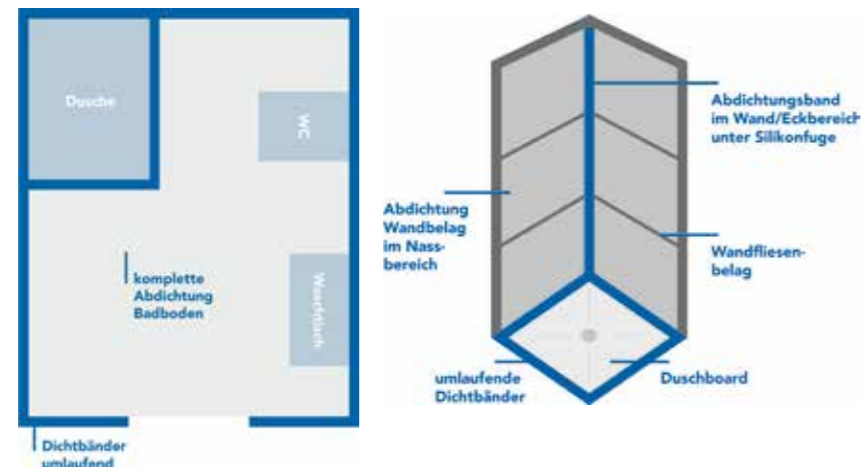 Dusche
WC
Waschtisch
komplette
Abdichtung
Badboden
Dichtbänder
umlaufend
Abdichtungsband
im Wand/Eckbereich
unter Silikonfuge
Abdichtung
Wandbelag
im Nass-
bereich
Wandfliesen-
belag
umlaufende
Dichtbänder
Duschboard